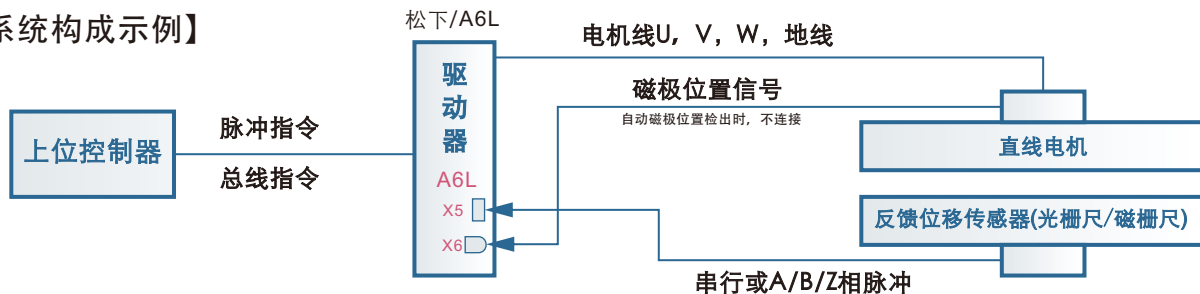 系统构成示例】
松下/A6L
电机线U，V，W，地线
驱动器
磁极位置信号
自动磁极位置检出时，不连接
上位控制器
脉冲指令
总线指令
直线电机
A6L
X5
X6
反馈位移传感器(光栅尺/磁栅尺)
串行或A/B/Z相脉冲